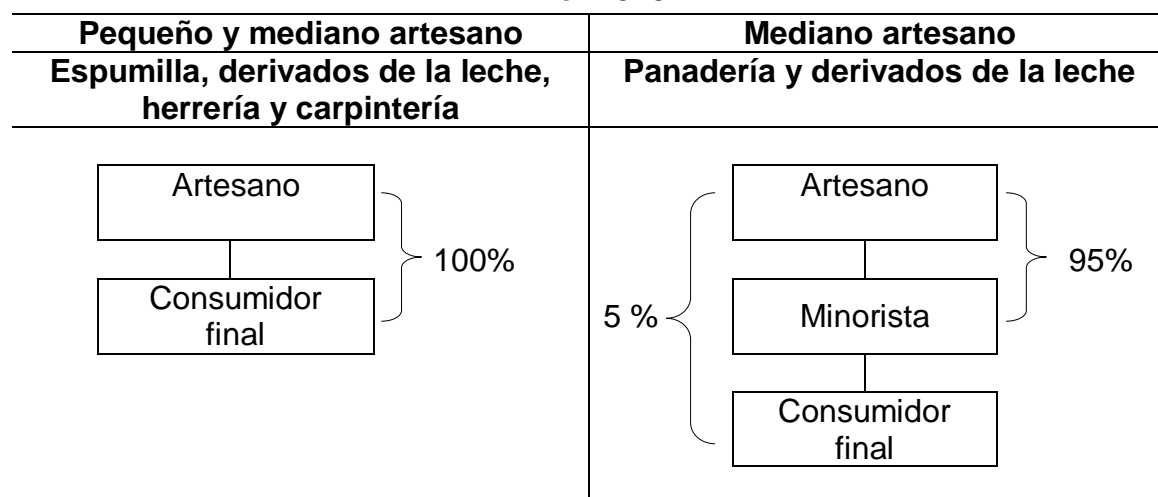 Pequeño y mediano artesano
Mediano artesano
Espumilla, derivados de la leche,
herrería y carpintería
Panadería y derivados de la leche
Artesano
100%
Consumidor
final
Artesano
95%
5 %
Minorista
Consumidor
final